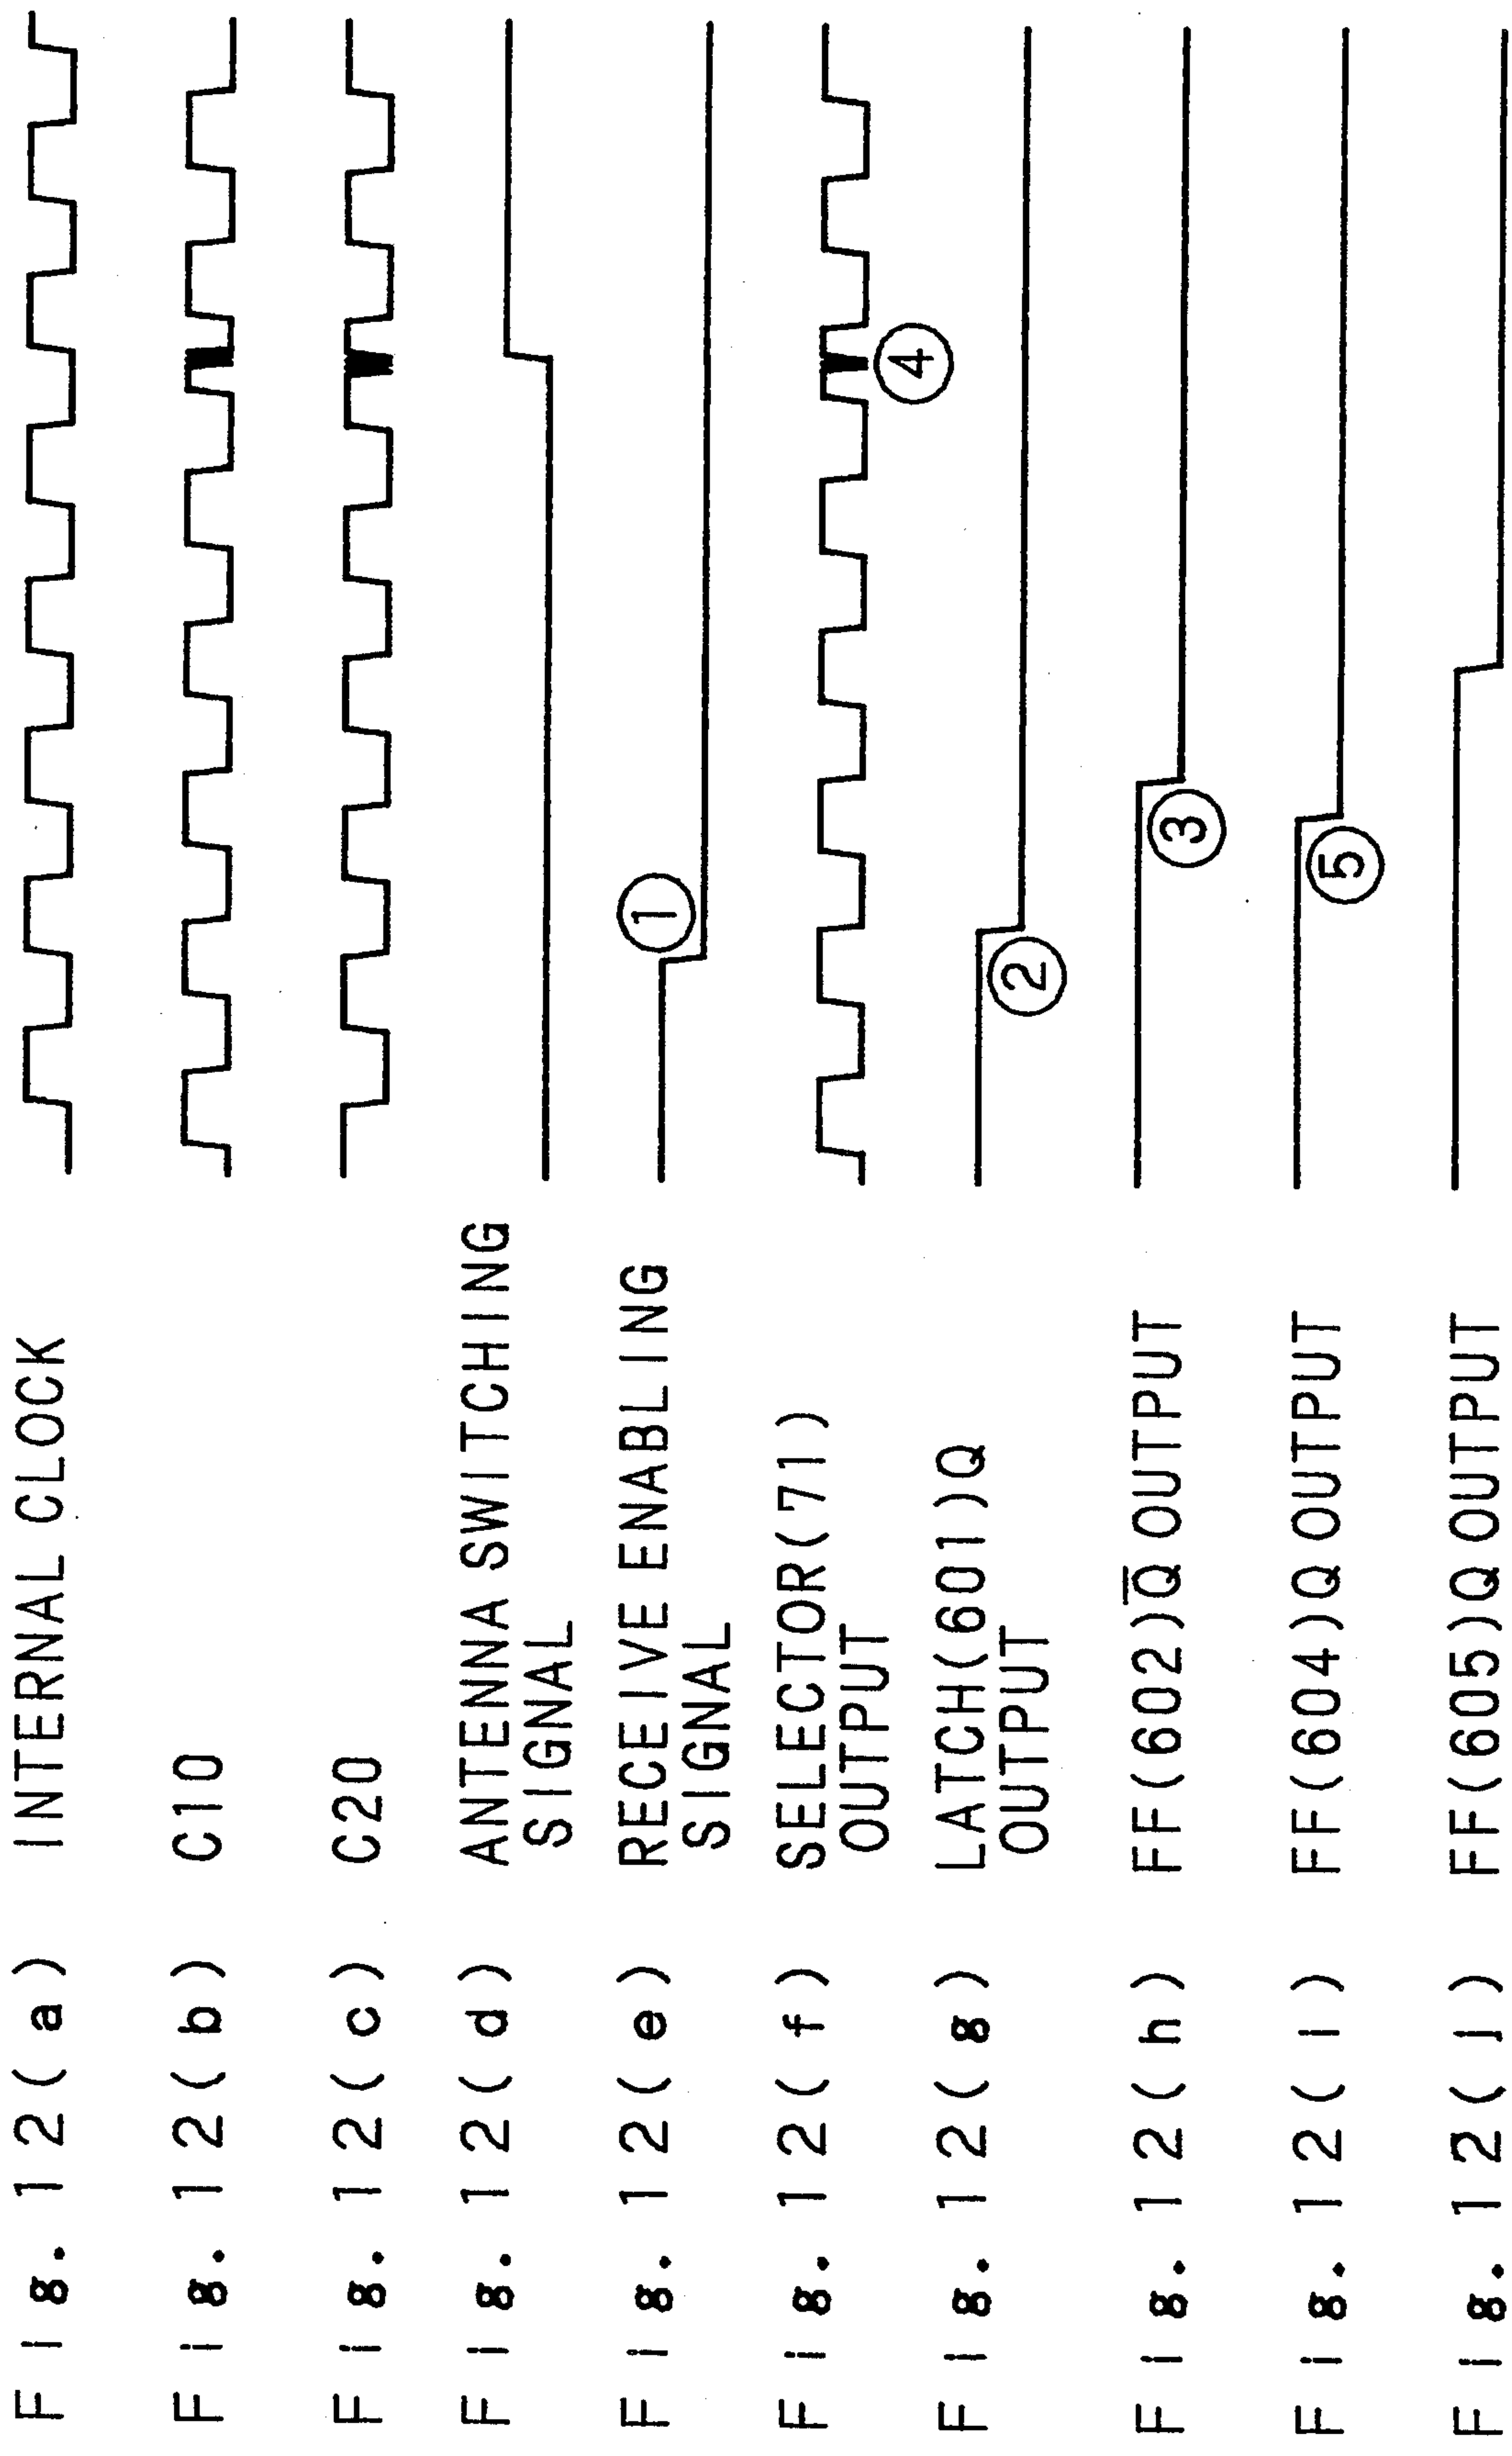 Fig. 12(a) INTERNAL CLOCK
Fig. 12(b) C10
Fig. 12(c) C20
Fig. 12(d) ANTENNA SWITCHING
SIGNAL
Fig. 12(e) RECEIVE ENABLING
SIGNAL
①
Fig. 12(f) SELECTOR(71)
OUTPUT
④
Fig. 12(g) LATCH(601)Q
OUTPUT
②
Fig. 12(h) FF(602)Q̅ OUTPUT
③
Fig. 12(i) FF(604)Q OUTPUT
⑤
Fig. 12(j) FF(605)Q OUTPUT